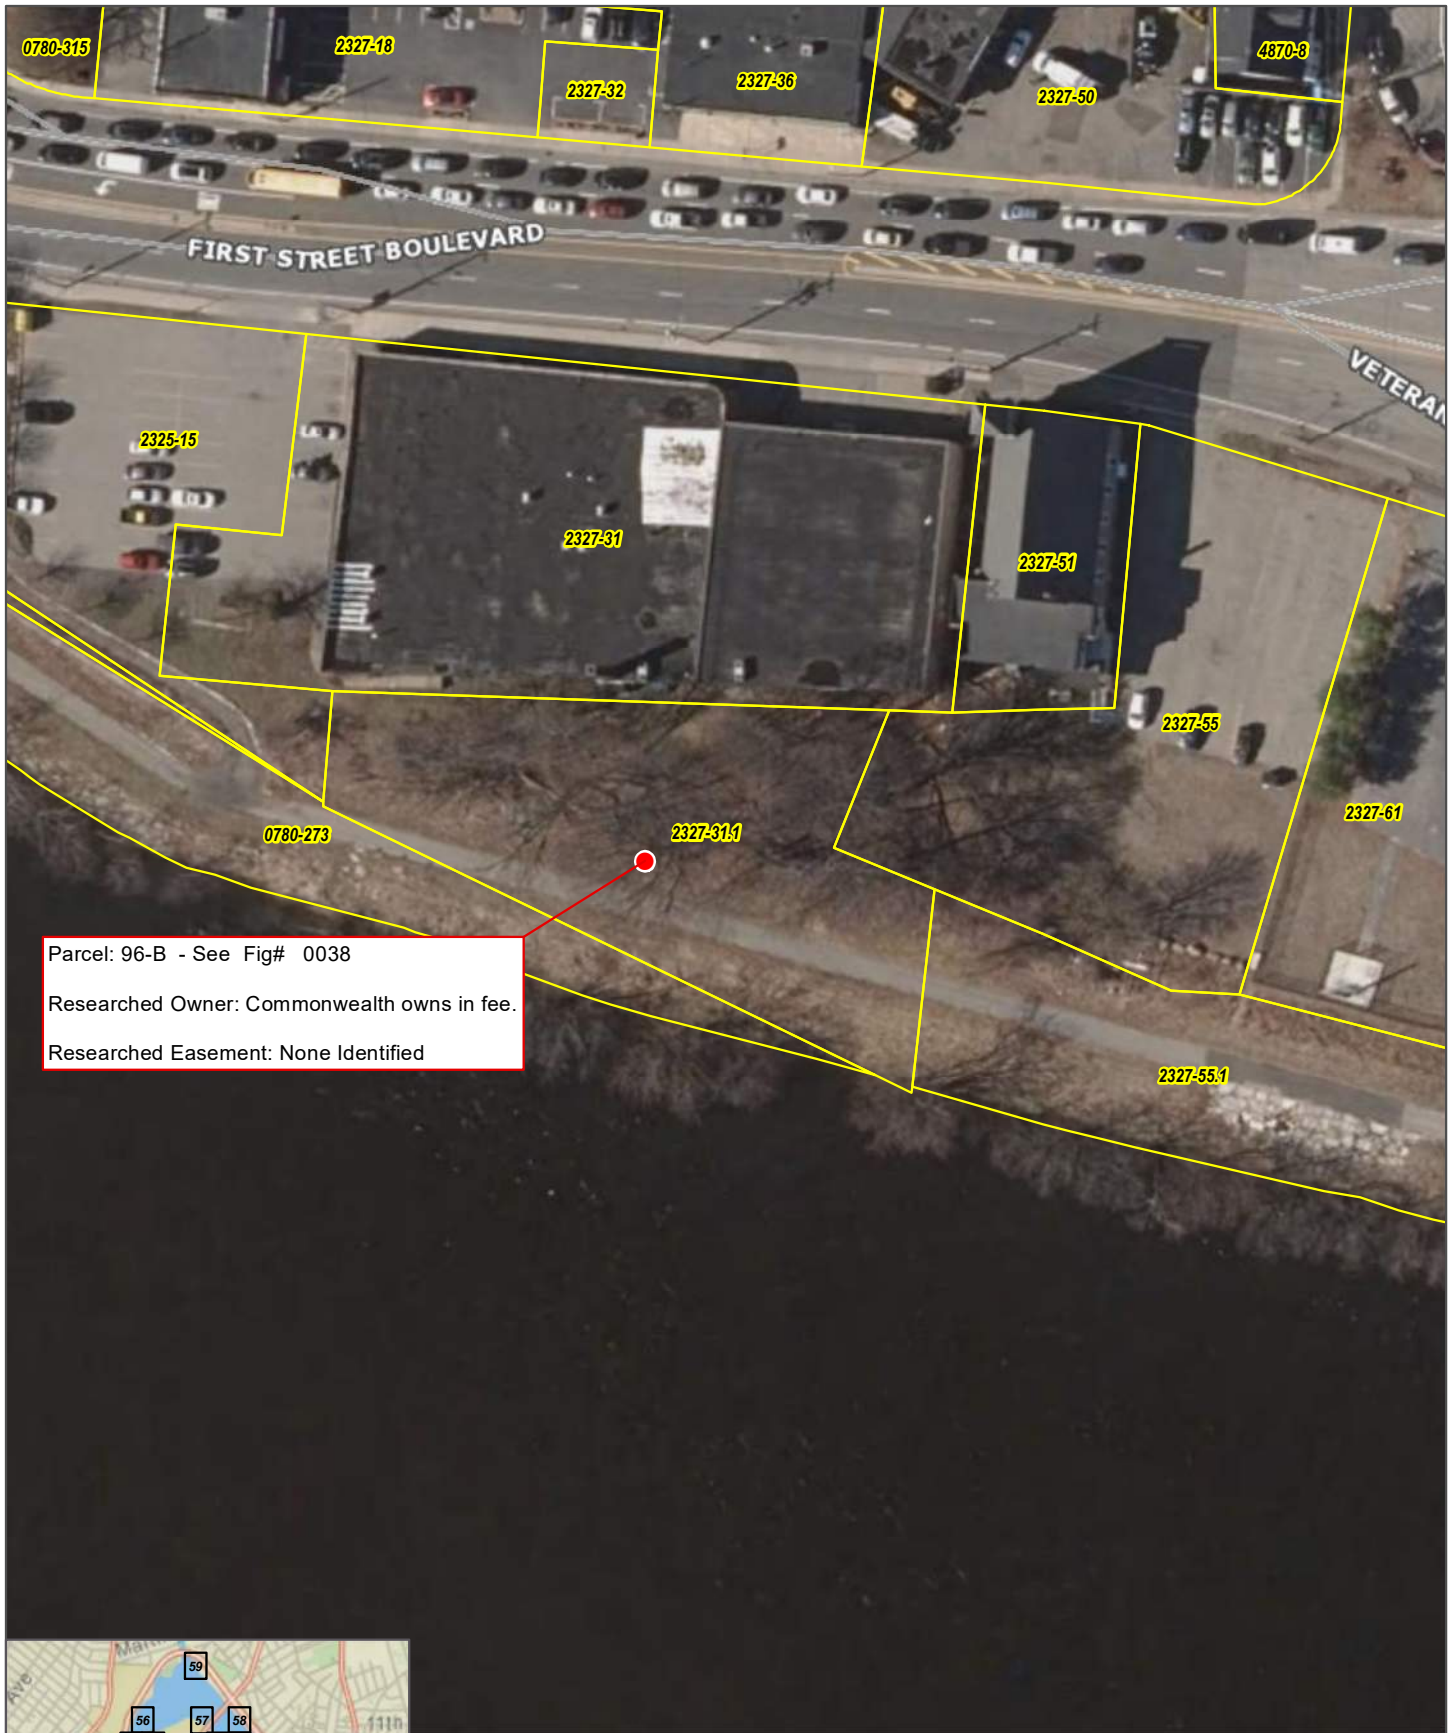 0780-315
2327-18
2327-32
2327-36
2327-50
4870-8
FIRST STREET BOULEVARD
VETERAN
2325-15
2327-31
2327-51
2327-55
2327-61
0780-273
2327-31.1
Parcel: 96-B - See Fig# 0038
Researched Owner: Commonwealth owns in fee.
Researched Easement: None Identified
2327-55.1
59
Ave
56
57
58
11th